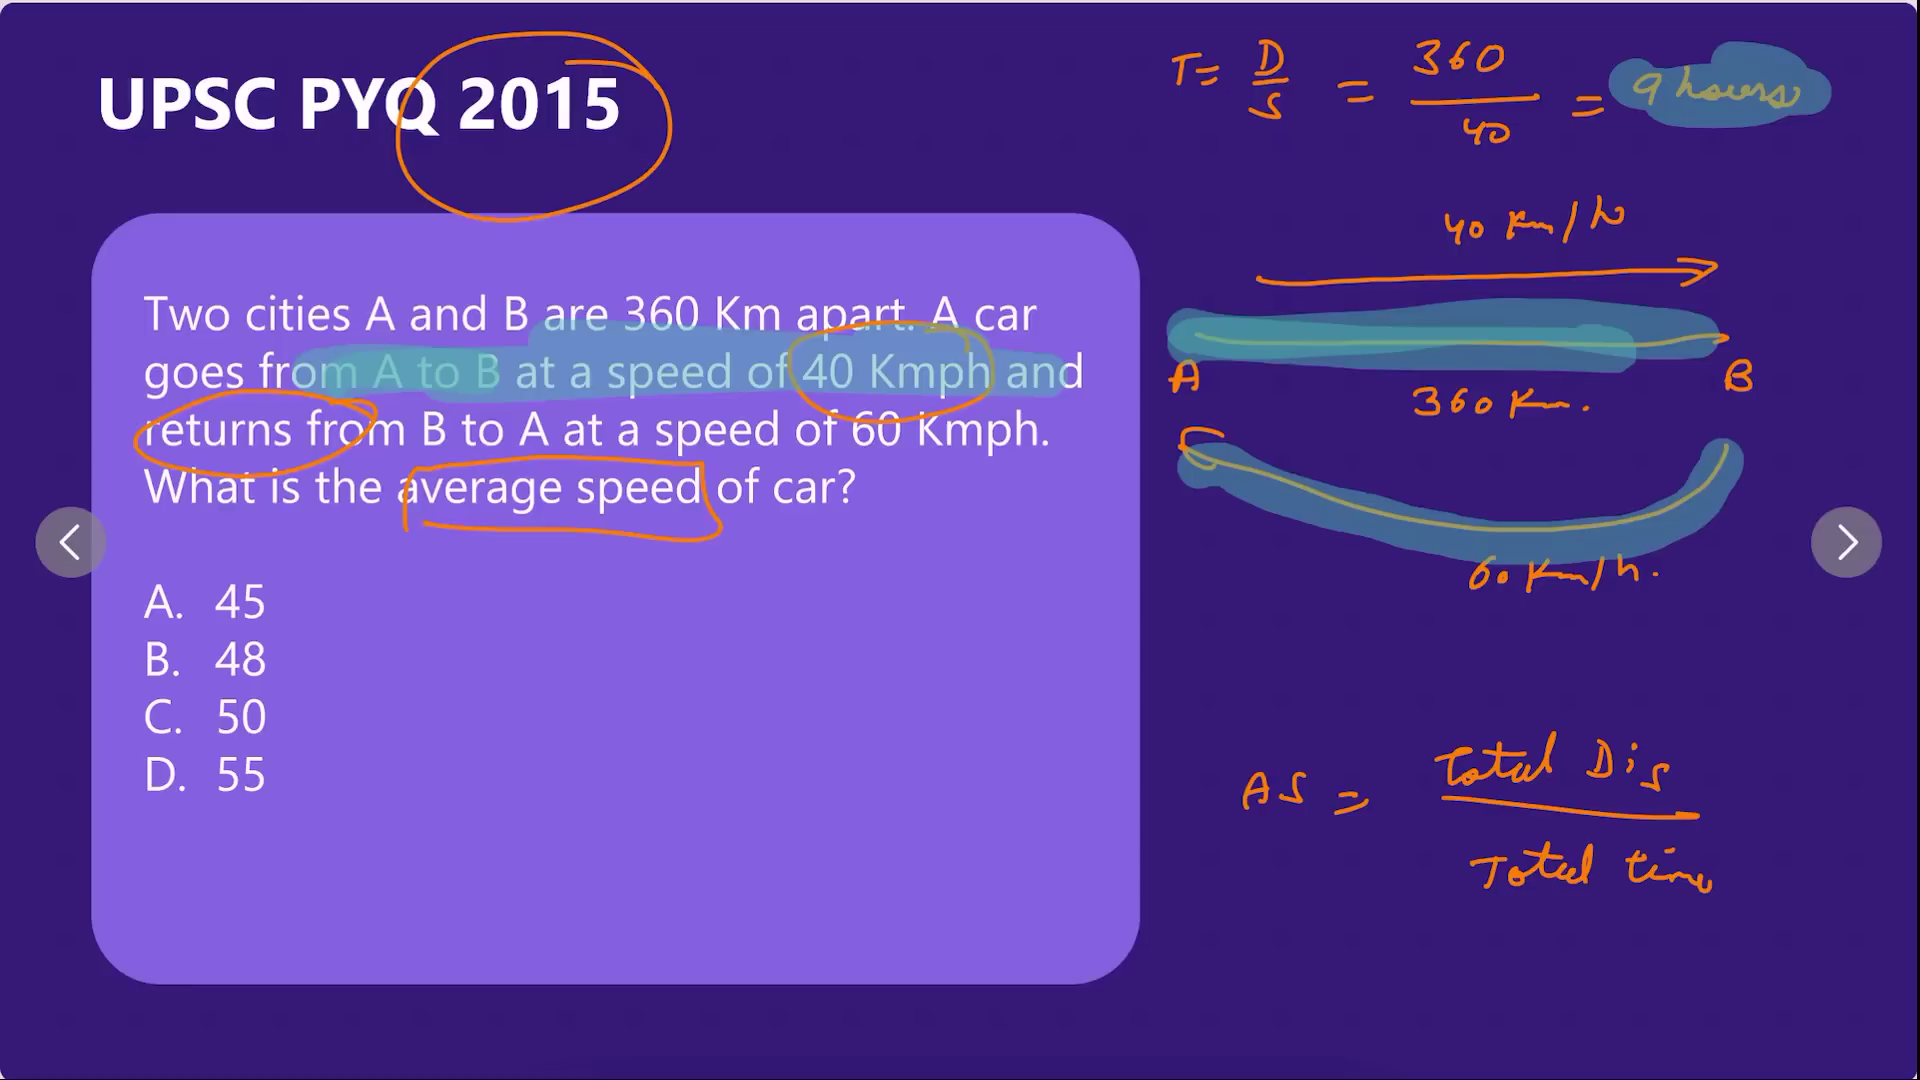 UPSC PYQ 2015
Two cities A and B are 360 Km apart. A car
goes from A to B at a speed of 40 Kmph and
returns from B to A at a speed of 60 Kmph.
What is the average speed of car?
A. 45
B. 48
C. 50
D. 55
T= D/S = 360/40 = 9 hours
40 Km/h
A B
360 Km.
60 Km/h.
AS = Total Dis
Total time